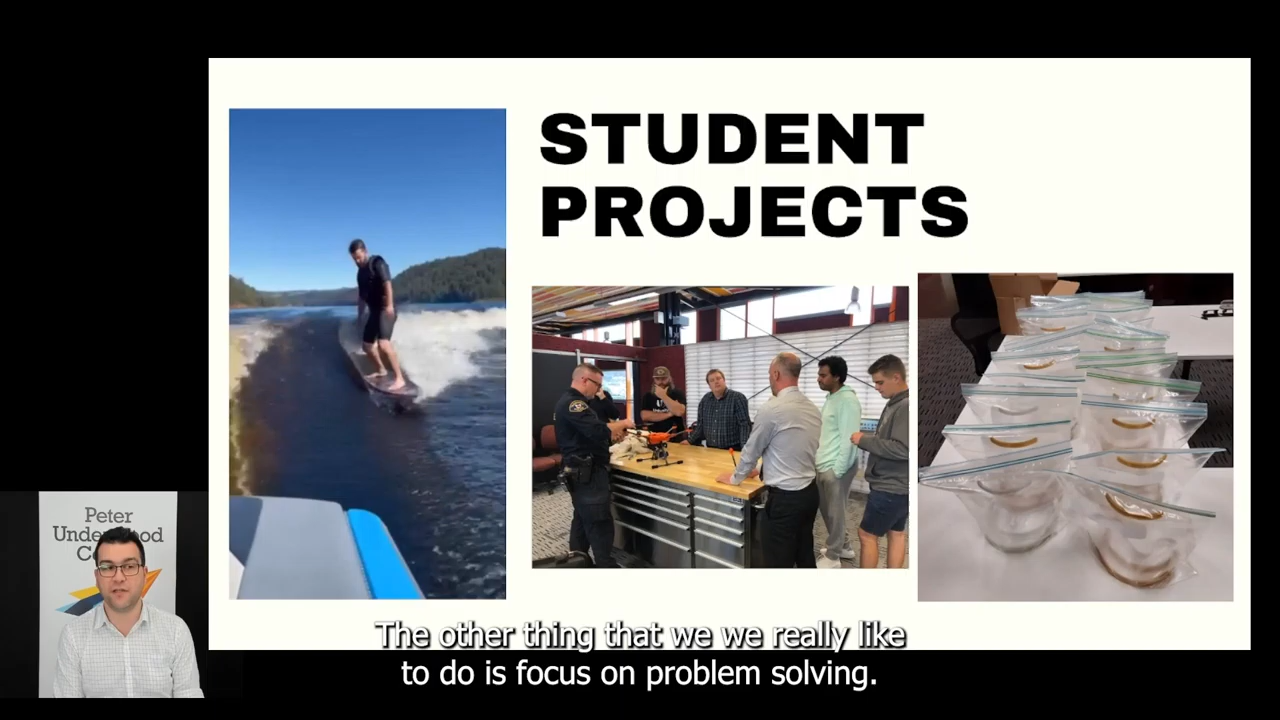 STUDENT
PROJECTS
Peter
The other thing that we we really like
to do is focus on problem solving.